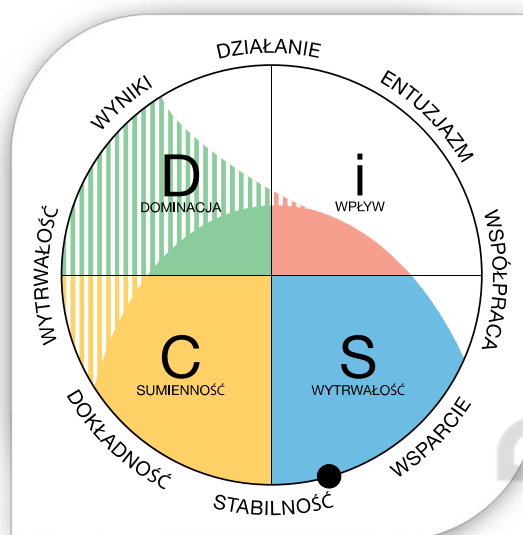 DZIAŁANIE
ENTUZJAZM
WYNIKI
D
DOMINACJA
i
WPŁYW
WYTRWAŁOŚĆ
WSPÓŁPRACA
C
SUMIENNOŚĆ
S
WYTRWAŁOŚĆ
DOKŁADNOŚĆ
WSPARCIE
STABILNOŚĆ